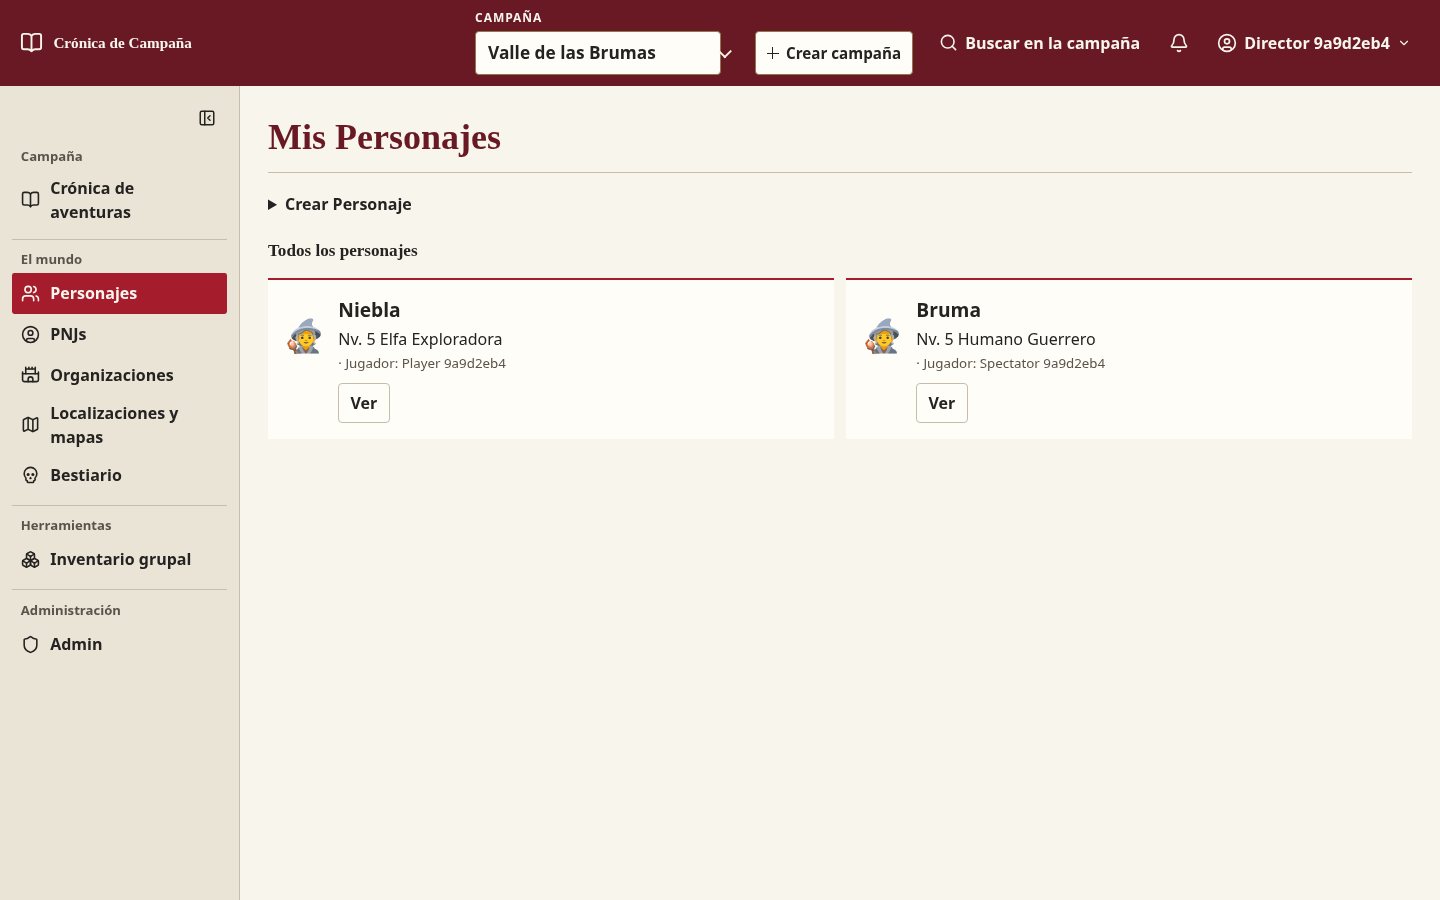 Crónica de Campaña
CAMPAÑA
Valle de las Brumas
Crear campaña
Buscar en la campaña
Director 9a9d2eb4
Campaña
Crónica de
aventuras
El mundo
Personajes
PNJs
Organizaciones
Localizaciones y
mapas
Bestiario
Herramientas
Inventario grupal
Administración
Admin
Mis Personajes
Crear Personaje
Todos los personajes
Niebla
Nv. 5 Elfa Exploradora
· Jugador: Player 9a9d2eb4
Ver
Bruma
Nv. 5 Humano Guerrero
· Jugador: Spectator 9a9d2eb4
Ver